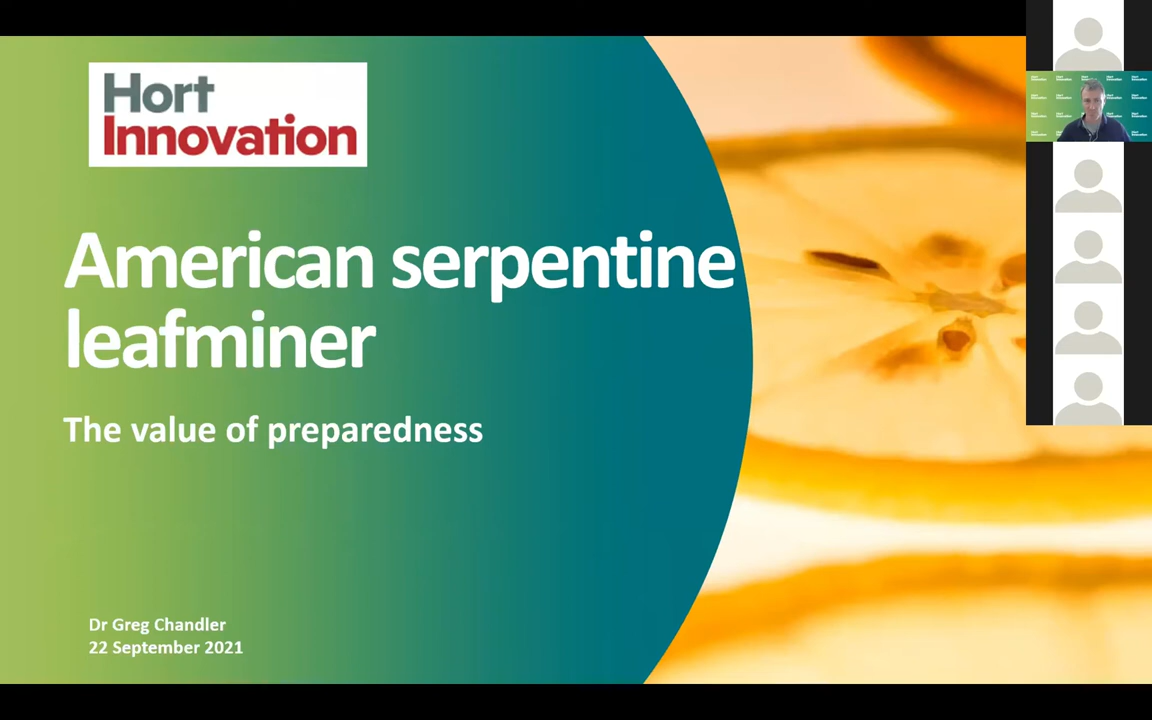 Hort
Innovation
American serpentine
leafminer
The value of preparedness
Dr Greg Chandler
22 September 2021